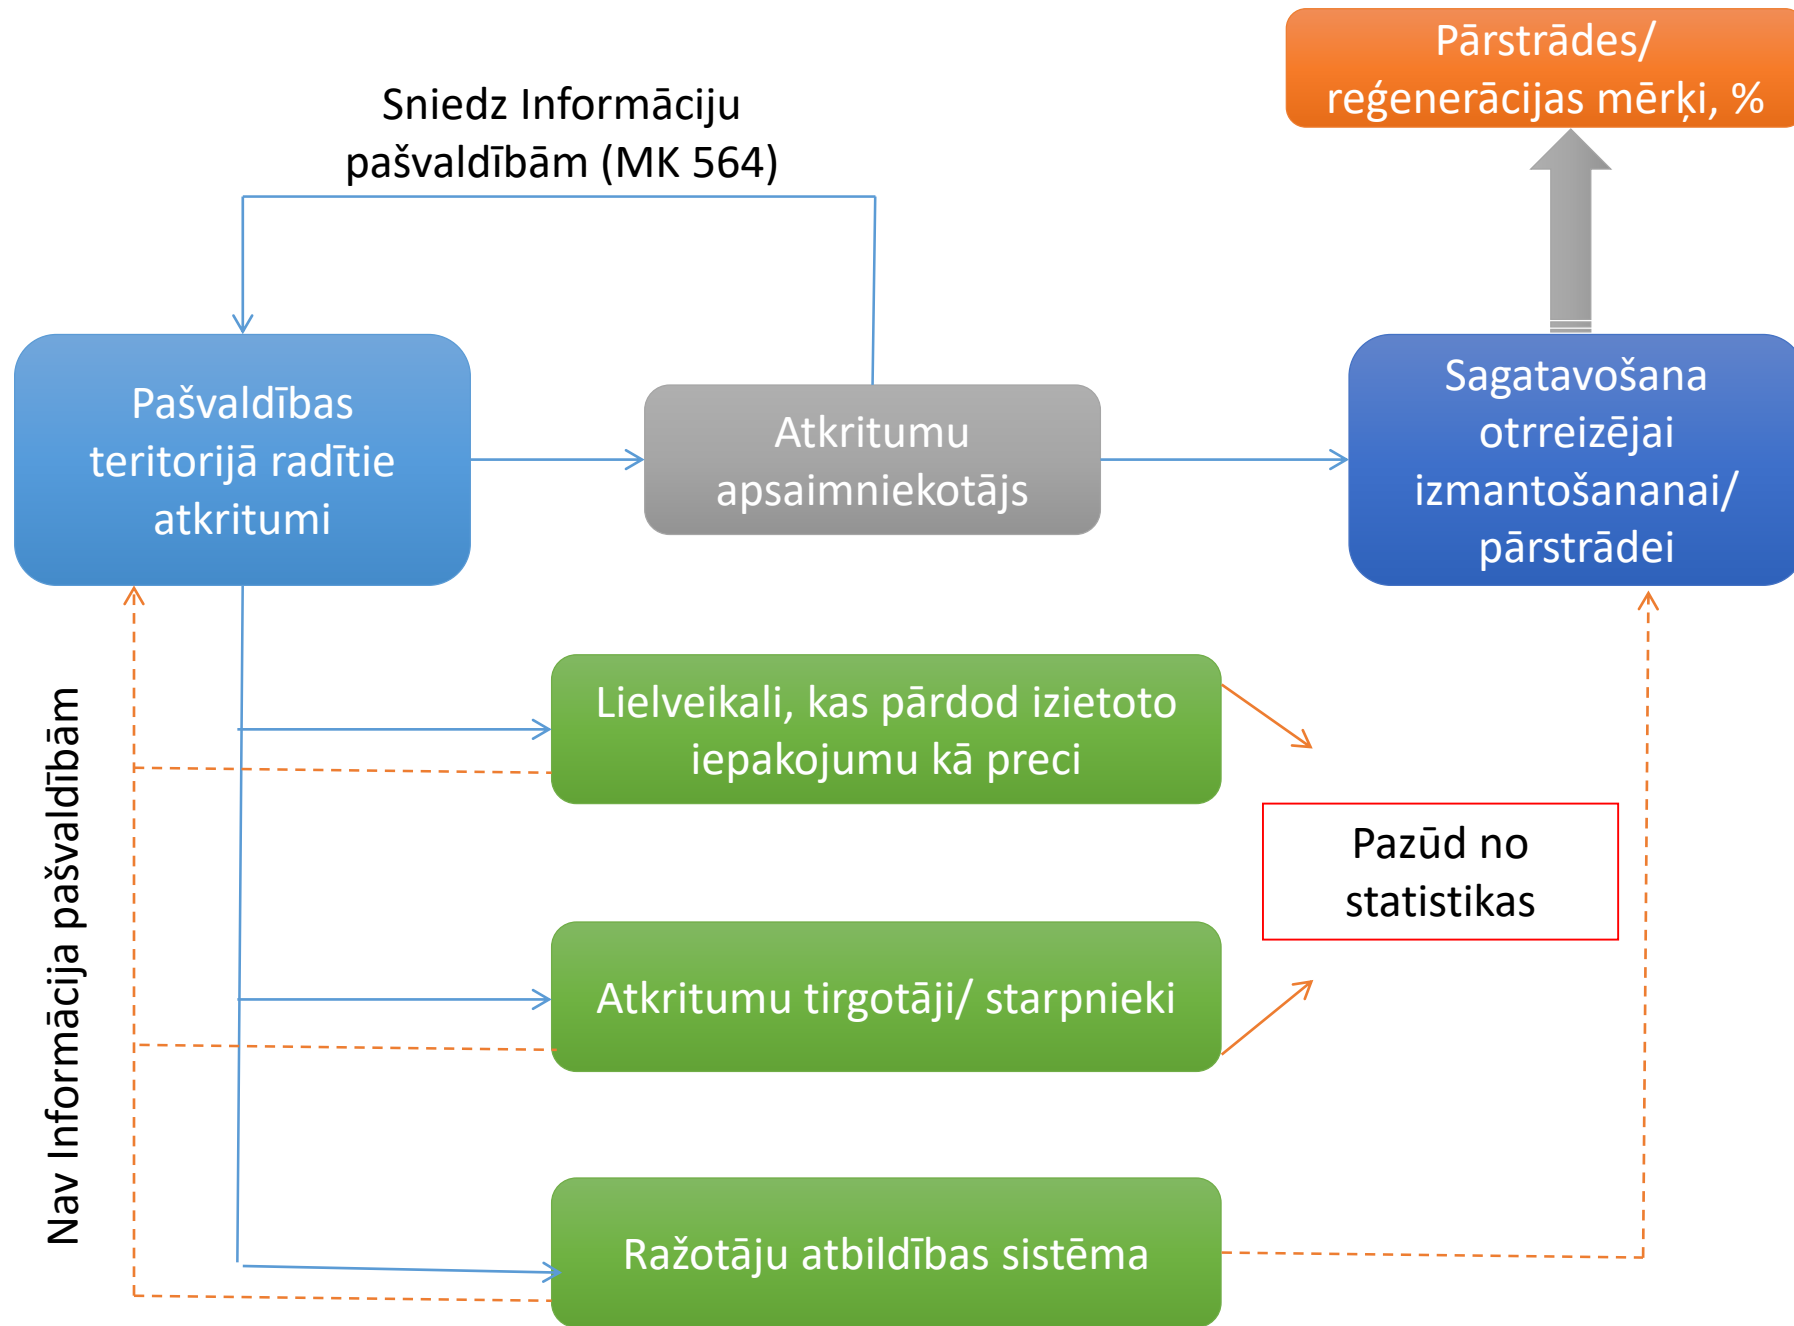 Pārstrādes/
reģenerācijas mērķi, %
Sniedz Informāciju
pašvaldībām (MK 564)
Pašvaldības
teritorijā radītie
atkritumi
Atkritumu
apsaimniekotājs
Sagatavošana
otrreizējai
izmantošananai/
pārstrādei
Nav Informācija pašvaldībām
Lielveikali, kas pārdod izietoto
iepakojumu kā preci
Pazūd no
statistikas
Atkritumu tirgotāji/ starpnieki
Ražotāju atbildības sistēma